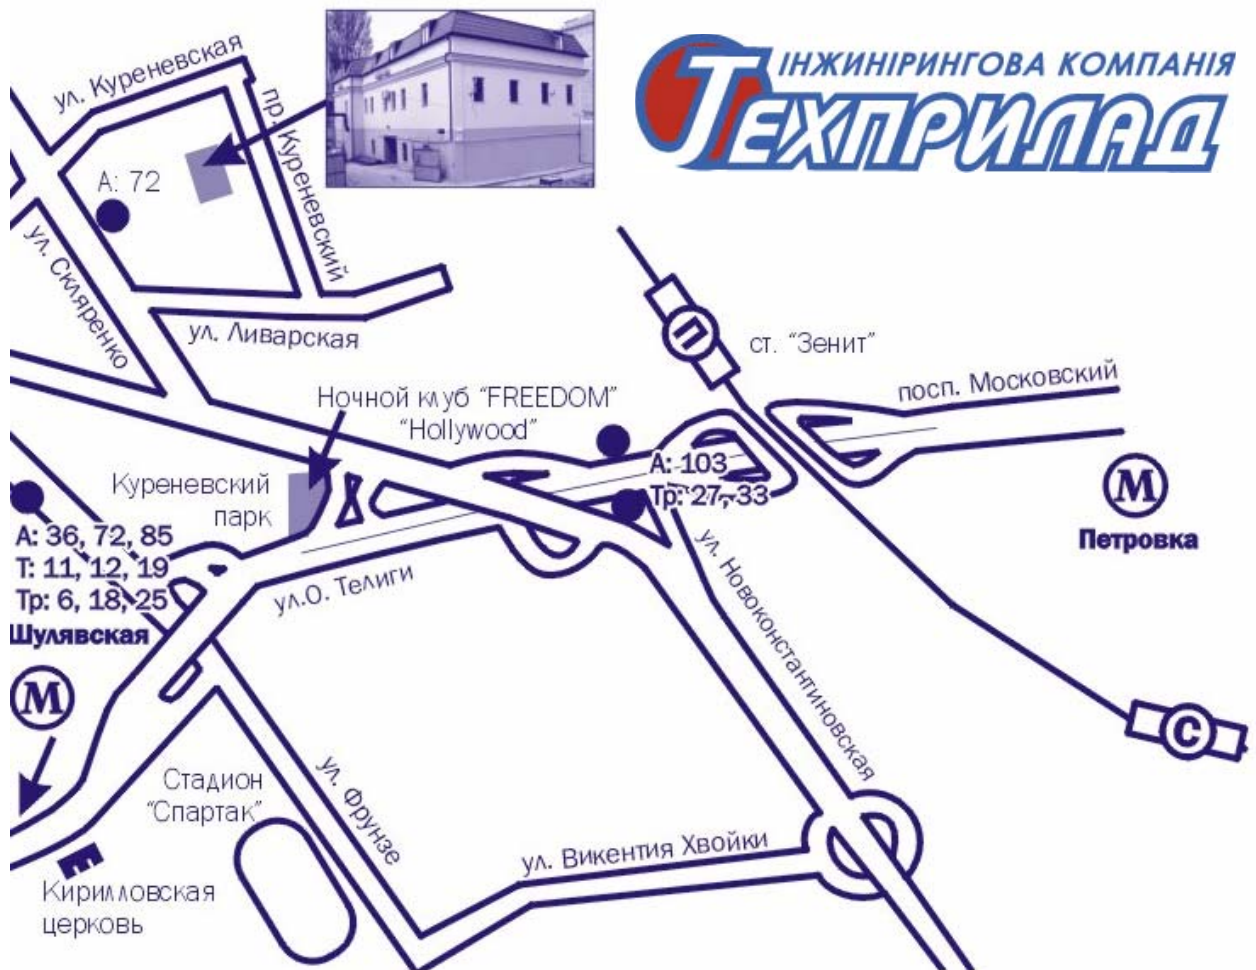 ІНЖИНІРИНГОВА КОМПАНІЯ
ТЕХПРИЛАД
ул. Куреневская
пр. Куреневский
А: 72
ул. Скляренко
ул. Ливарская
П
ст. “Зенит”
посп. Московский
Ночной клуб “FREEDOM”
“Hollywood”
А: 103
Тр: 27, 33
Куреневский
парк
М
Петровка
А: 36, 72, 85
Т: 11, 12, 19
Тр: 6, 18, 25
Шулявская
М
ул.О. Телиги
ул. Новоконстантиновская
С
Стадион
“Спартак”
ул. Фрунзе
ул. Викентия Хвойки
Кирилловская
церковь